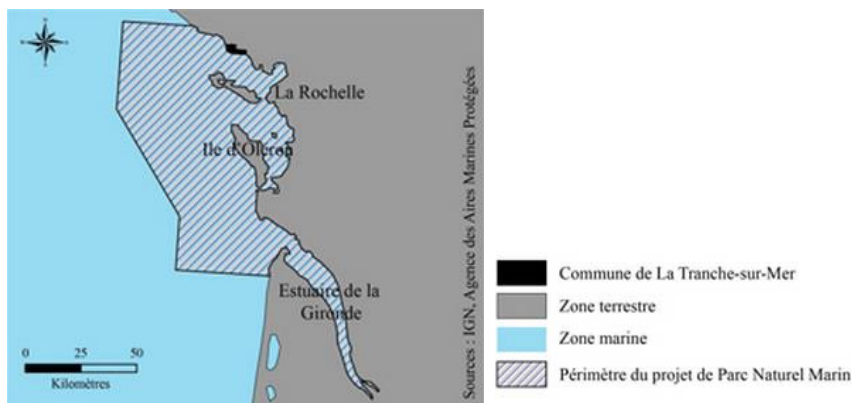 La Rochelle
Ile d'Oléron
Estuaire de la
Gironde
0 25 50
Kilomètres
Sources : IGN, Agence des Aires Marines Protégées
Commune de La Tranche-sur-Mer
Zone terrestre
Zone marine
Périmètre du projet de Parc Naturel Marin